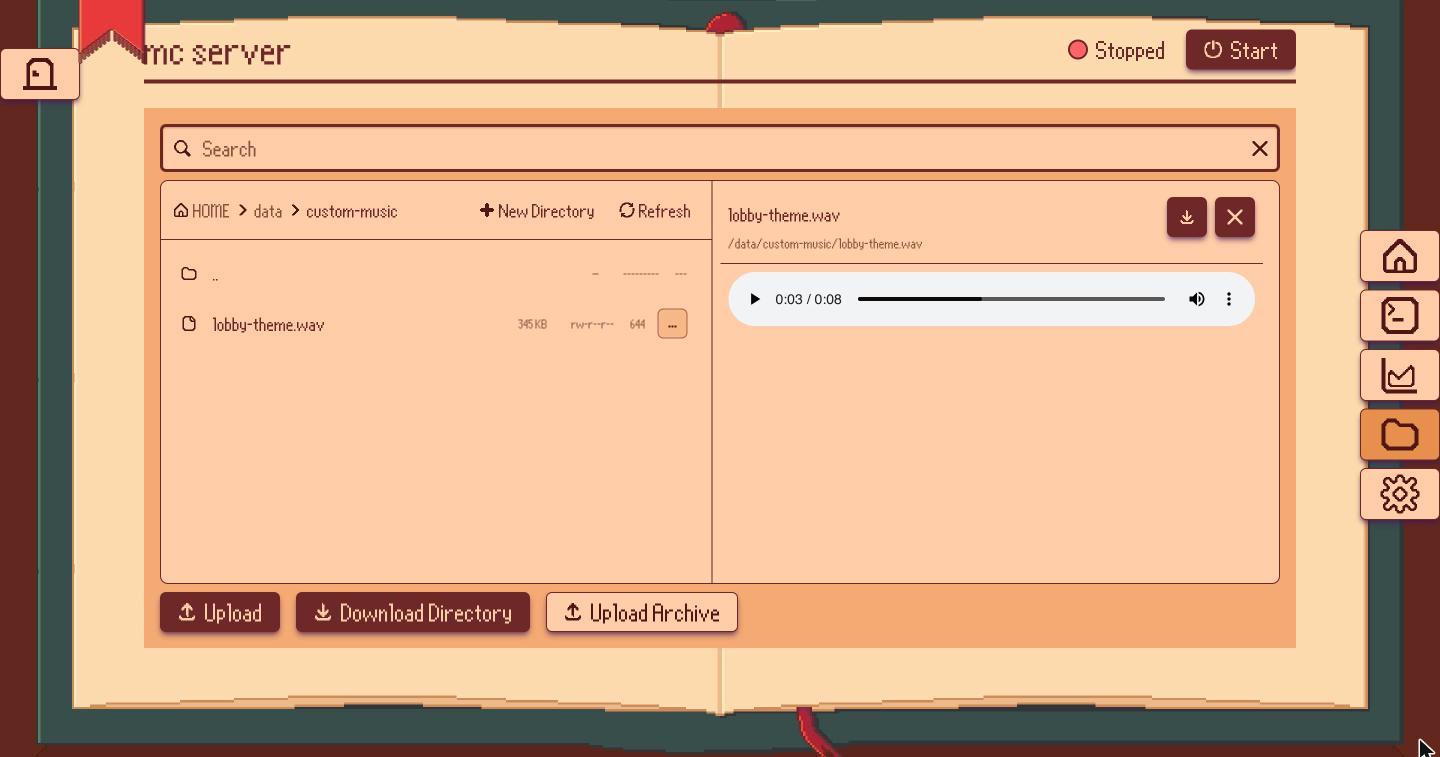 mc server
Stopped
Start
Search
HOME data custom-music
New Directory
Refresh
.. - --------- ---
lobby-theme.wav 345 KB rw-r--r-- 644 ...
lobby-theme.wav
/data/custom-music/lobby-theme.wav
0:03 / 0:08
Upload
Download Directory
Upload Archive